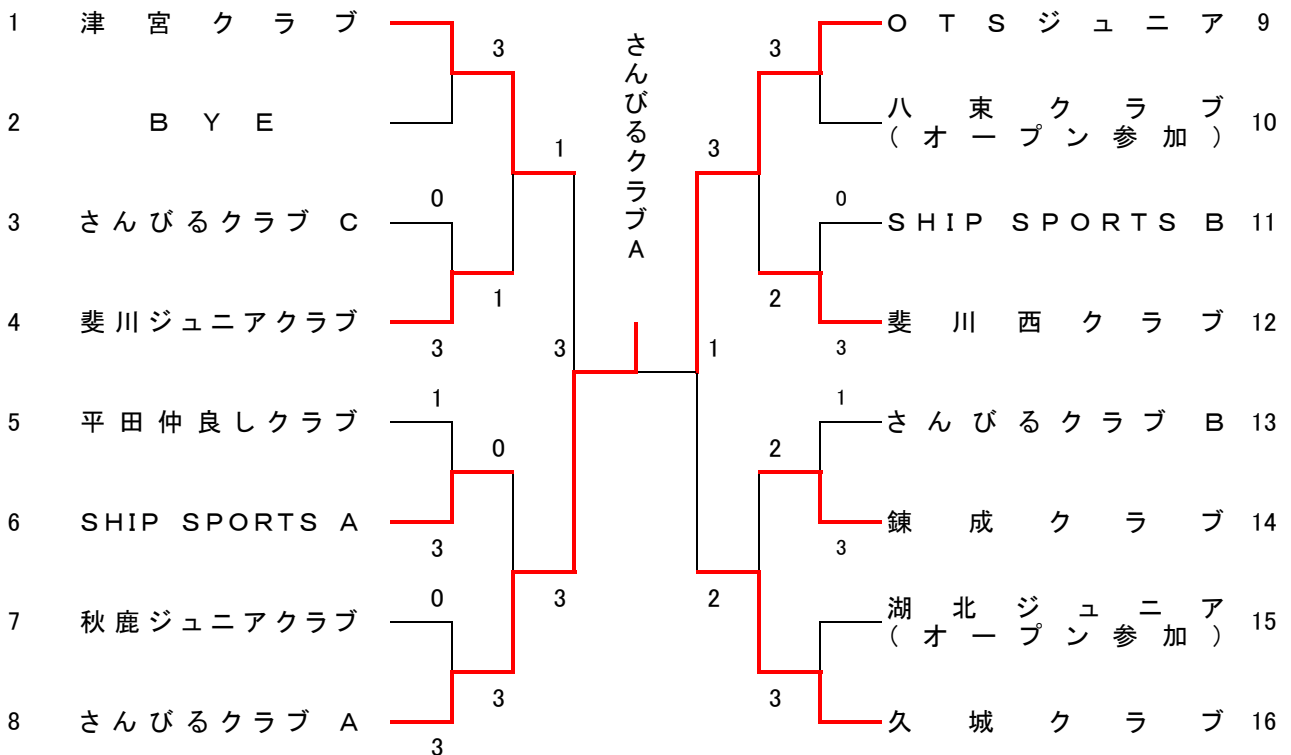 1 津宮クラブ
3
2 BYE
1
0
3 さんびるクラブ C
1
4 斐川ジュニアクラブ
3
3
1
5 平田仲良しクラブ
0
6 SHIP SPORTS A
3
0
3
7 秋鹿ジュニアクラブ
3
8 さんびるクラブ A
3
さんびるクラブA
OTSジュニア 9
3
八東クラブ
(オープン参加) 10
3
0
SHIP SPORTS B 11
2
斐川西クラブ 12
3
1
1
さんびるクラブ B 13
2
錬成クラブ 14
3
2
湖北ジュニア
(オープン参加) 15
3
久城クラブ 16